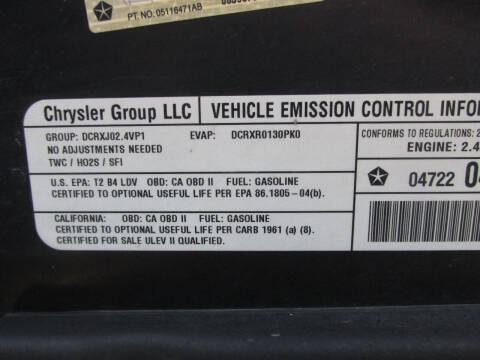 PT. NO. 05116471AB
Chrysler Group LLC
VEHICLE EMISSION CONTROL
GROUP: DCRXJ02.4VP1 EVAP: DCRXR0130PK0
NO ADJUSTMENTS NEEDED
TWC / HO2S / SFI
CONFORMS TO REGULATIONS: 2
ENGINE: 2.4
U.S. EPA: T2 B4 LDV OBD: CA OBD II FUEL: GASOLINE
CERTIFIED TO OPTIONAL USEFUL LIFE PER EPA 86.1805-04(b).
04722
CALIFORNIA: OBD: CA OBD II FUEL: GASOLINE
CERTIFIED TO OPTIONAL USEFUL LIFE PER CARB 1961 (a) (8).
CERTIFIED FOR SALE ULEV II QUALIFIED.